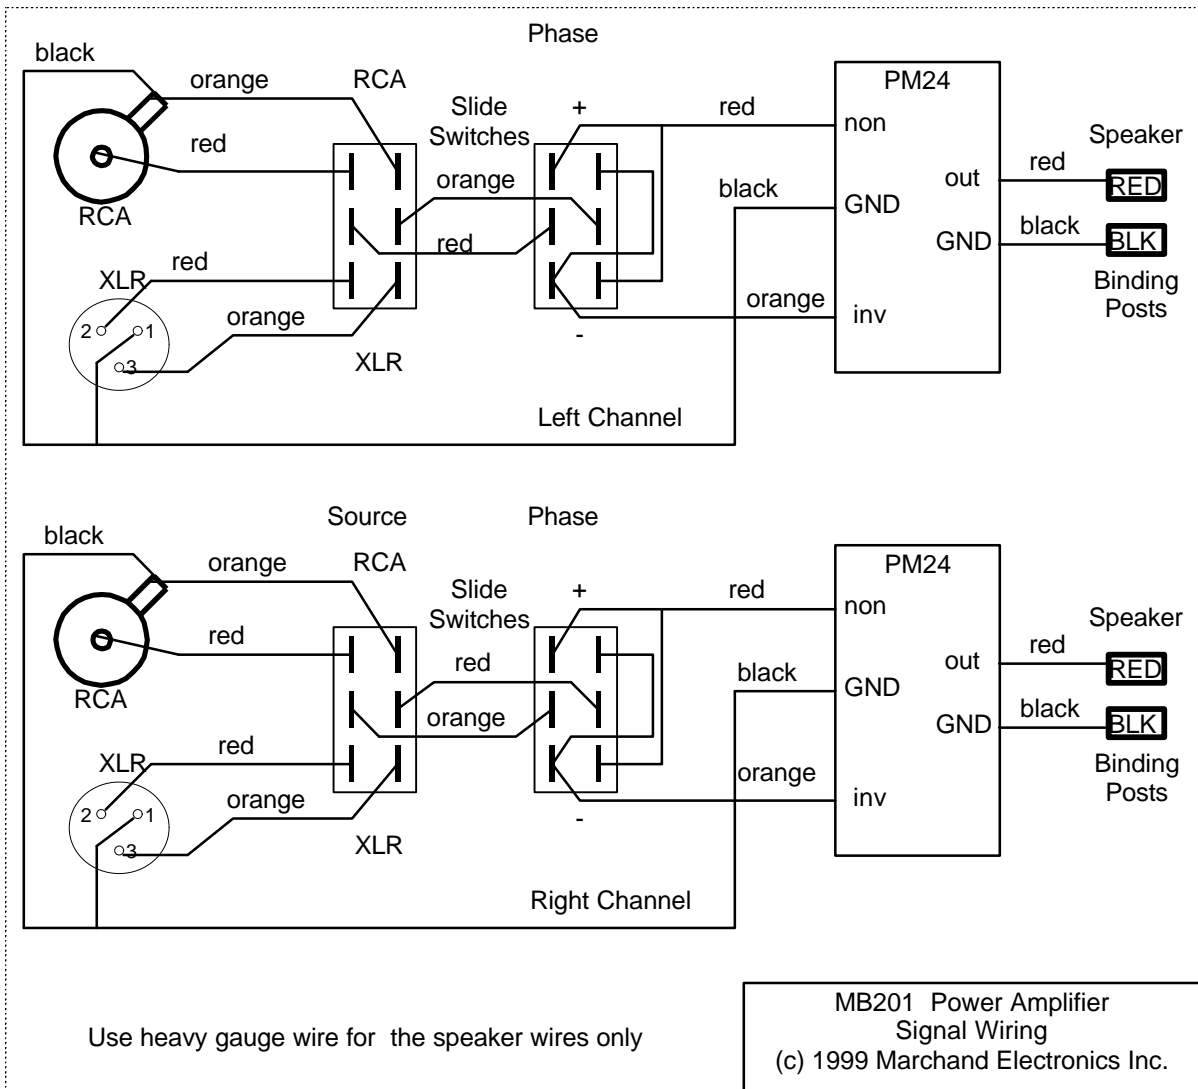 Phase
black
orange
RCA
PM24
Slide
Switches
+
red
non
Speaker
red
orange
black
out
red
RED
RCA
GND
red
GND
black
BLK
XLR
red
Binding
Posts
orange
orange
inv
2
1
3
-
XLR
Left Channel
Source
Phase
black
orange
RCA
PM24
Slide
Switches
+
red
non
Speaker
red
red
black
out
red
RED
RCA
GND
orange
GND
black
BLK
XLR
red
Binding
Posts
orange
orange
inv
2
1
3
-
XLR
Right Channel
Use heavy gauge wire for the speaker wires only
MB201 Power Amplifier
Signal Wiring
(c) 1999 Marchand Electronics Inc.